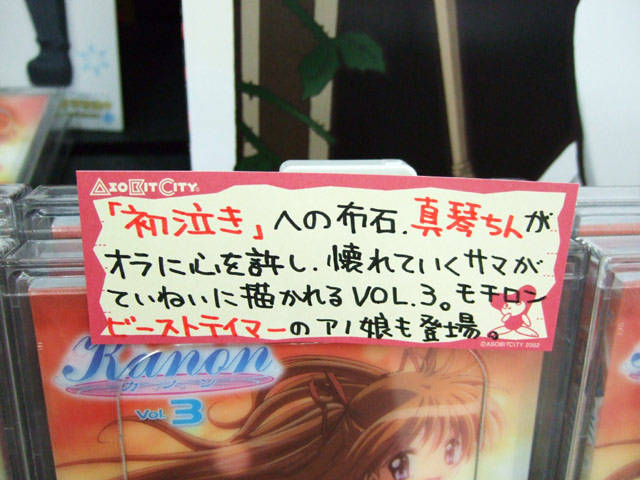 ASOBITCITY®
「初泣き」への布石.真琴ちんが
オラに心を許し.懐れていくサマが
ていねいに描かれるVOL.3。モチロン
ビーストテイマーのアノ娘も登場。
©ASOBITCITY 2002
Kanon
カノーン
VOL.3